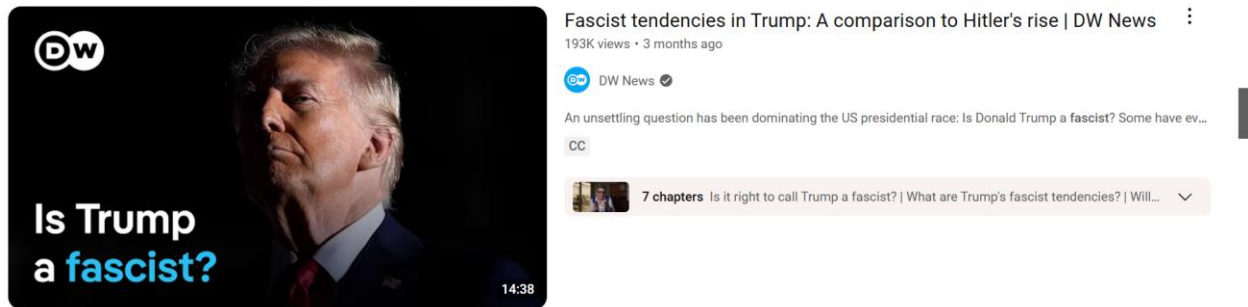 DW
Is Trump
a fascist?
14:38
Fascist tendencies in Trump: A comparison to Hitler's rise | DW News
193K views • 3 months ago
DW DW News
An unsettling question has been dominating the US presidential race: Is Donald Trump a fascist? Some have ev...
CC
7 chapters Is it right to call Trump a fascist? | What are Trump's fascist tendencies? | Will...